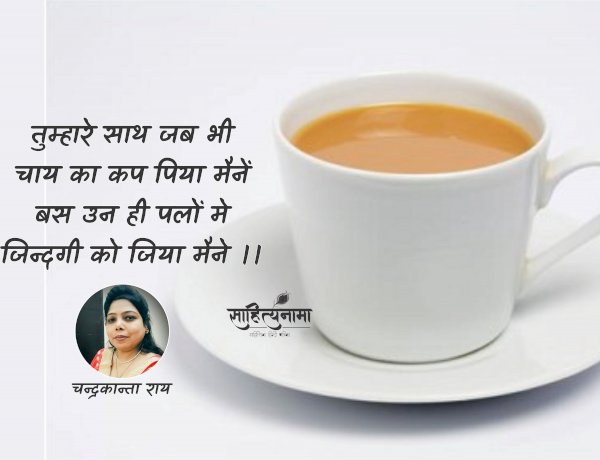 तुम्हारे साथ जब भी
चाय का कप पिया मैनें
बस उन ही पलों मे
जिन्दगी को जिया मैने ।।
साहित्यनामा
चन्द्रकान्ता राय